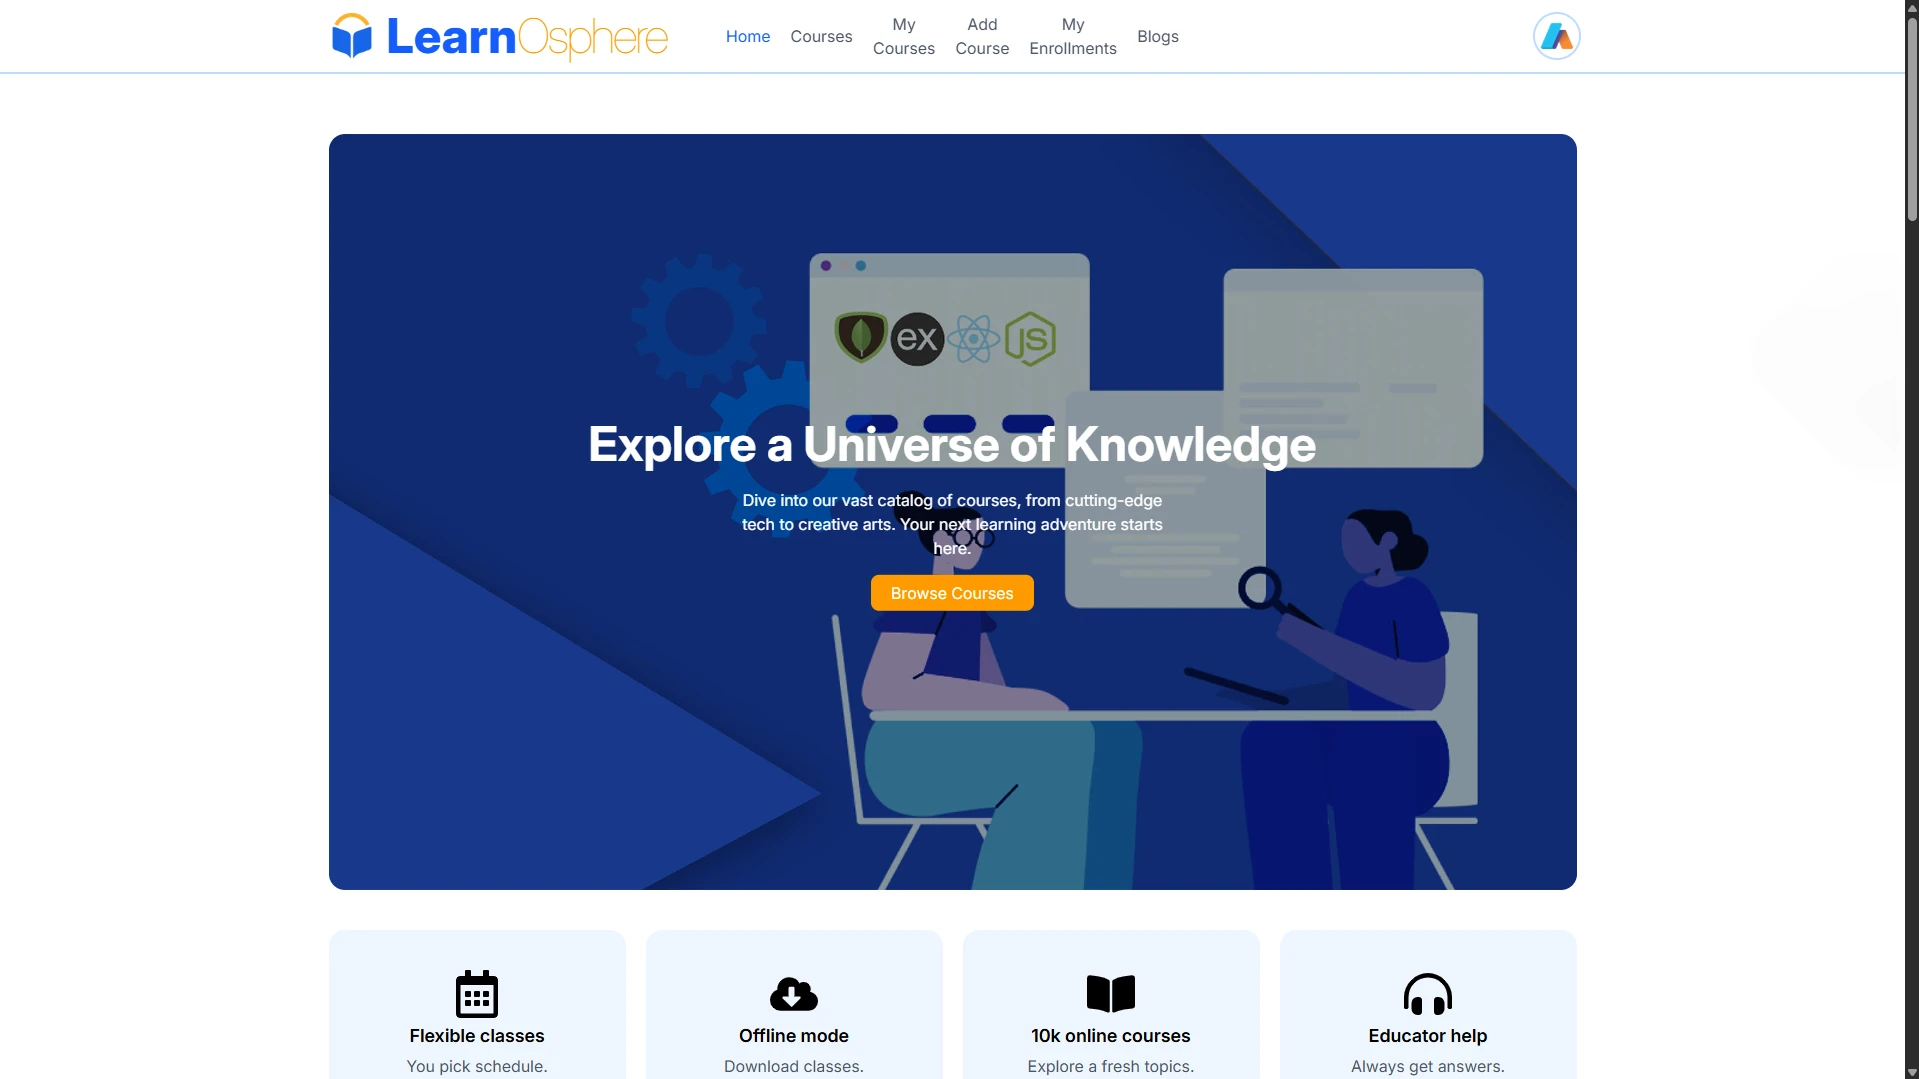 LearnOsphere
Home
Courses
My
Courses
Add
Course
My
Enrollments
Blogs
ex
JS
Explore a Universe of Knowledge
Dive into our vast catalog of courses, from cutting-edge
tech to creative arts. Your next learning adventure starts
here.
Browse Courses
Flexible classes
You pick schedule.
Offline mode
Download classes.
10k online courses
Explore a fresh topics.
Educator help
Always get answers.